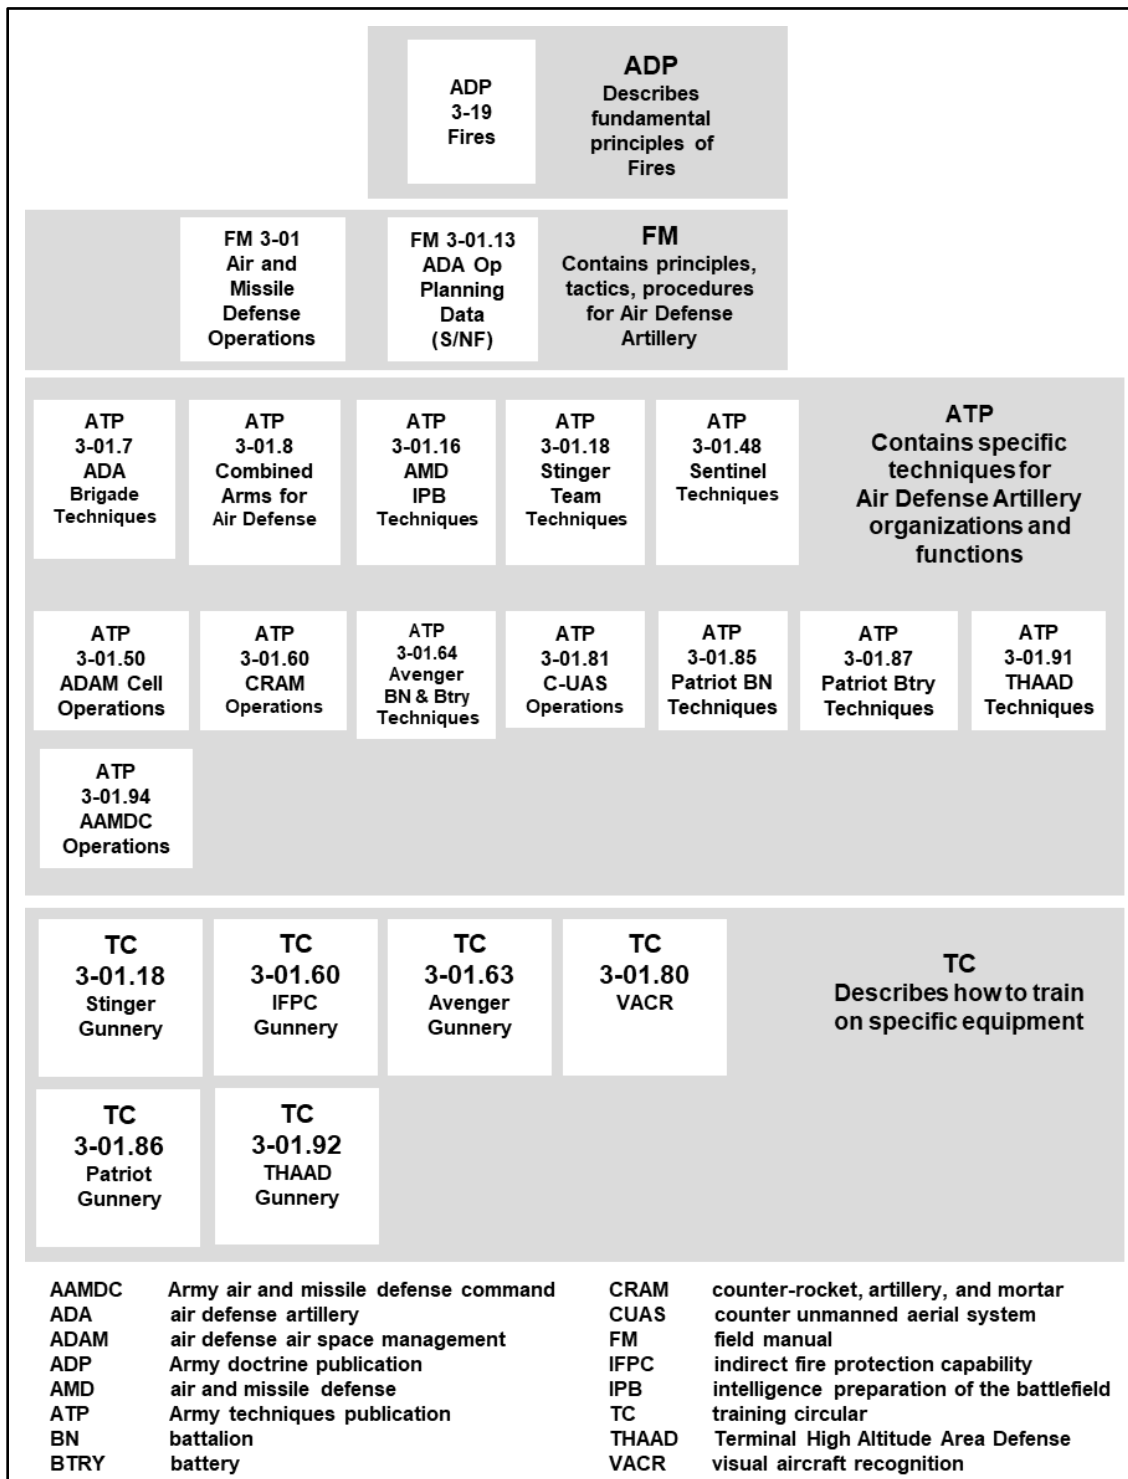 ADP
3-19
Fires
ADP
Describes
fundamental
principles of
Fires
FM 3-01
Air and
Missile
Defense
Operations
FM 3-01.13
ADA Op
Planning
Data
(S/NF)
FM
Contains principles,
tactics, procedures
for Air Defense
Artillery
ATP
3-01.7
ADA
Brigade
Techniques
ATP
3-01.8
Combined
Arms for
Air Defense
ATP
3-01.16
AMD
IPB
Techniques
ATP
3-01.18
Stinger
Team
Techniques
ATP
3-01.48
Sentinel
Techniques
ATP
Contains specific
techniques for
Air Defense Artillery
organizations and
functions
ATP
3-01.50
ADAM Cell
Operations
ATP
3-01.60
CRAM
Operations
ATP
3-01.64
Avenger
BN & Btry
Techniques
ATP
3-01.81
C-UAS
Operations
ATP
3-01.85
Patriot BN
Techniques
ATP
3-01.87
Patriot Btry
Techniques
ATP
3-01.91
THAAD
Techniques
ATP
3-01.94
AAMDC
Operations
TC
3-01.18
Stinger
Gunnery
TC
3-01.60
IFPC
Gunnery
TC
3-01.63
Avenger
Gunnery
TC
3-01.80
VACR
TC
Describes how to train
on specific equipment
TC
3-01.86
Patriot
Gunnery
TC
3-01.92
THAAD
Gunnery
AAMDC Army air and missile defense command
ADA air defense artillery
ADAM air defense air space management
ADP Army doctrine publication
AMD air and missile defense
ATP Army techniques publication
BN battalion
BTRY battery
CRAM counter-rocket, artillery, and mortar
CUAS counter unmanned aerial system
FM field manual
IFPC indirect fire protection capability
IPB intelligence preparation of the battlefield
TC training circular
THAAD Terminal High Altitude Area Defense
VACR visual aircraft recognition